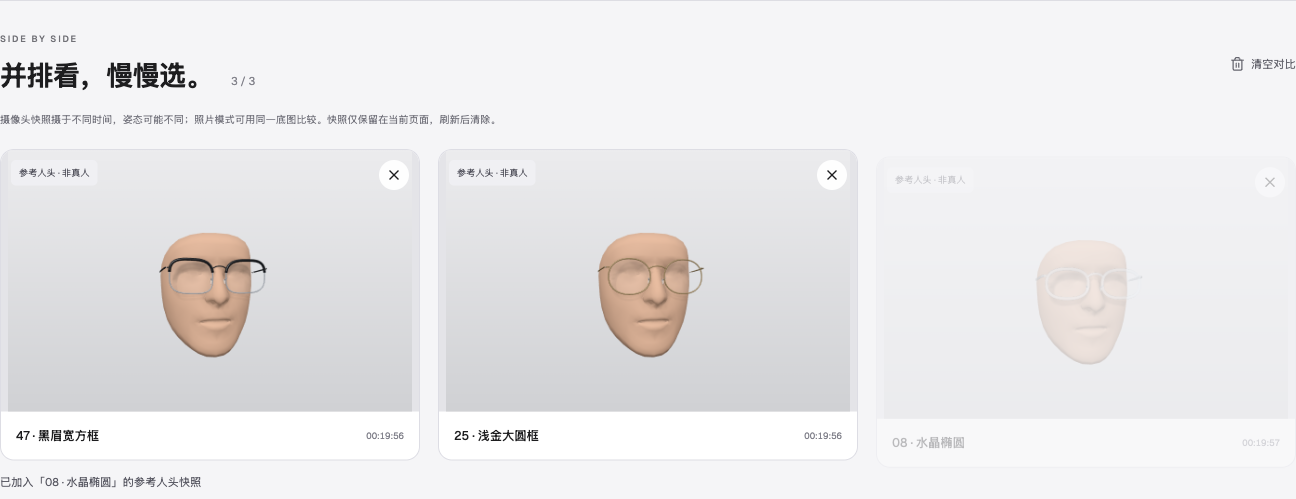 SIDE BY SIDE
并排看，慢慢选。 3 / 3
清空对比
摄像头快照摄于不同时间，姿态可能不同；照片模式可用同一底图比较。快照仅保留在当前页面，刷新后清除。
参考人头 · 非真人
参考人头 · 非真人
参考人头 · 非真人
47 · 黑眉宽方框 00:19:56
25 · 浅金大圆框 00:19:56
08 · 水晶椭圆 00:19:57
已加入「08 · 水晶椭圆」的参考人头快照